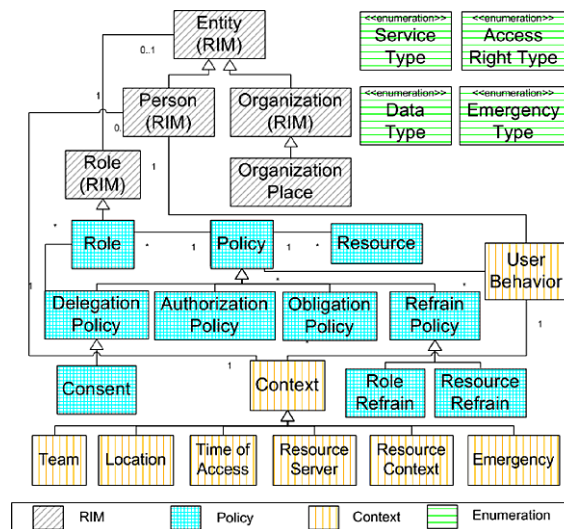 Entity
(RIM)
<<enumeration>>
Service
Type
<<enumeration>>
Access
Right Type
0..1
1
Person
(RIM)
Organization
(RIM)
<<enumeration>>
Data
Type
<<enumeration>>
Emergency
Type
0..
1
Role
(RIM)
Organization
Place
*
Role
*
1
Policy
1
*
Resource
User
Behavior
1
*
*
Delegation
Policy
Authorization
Policy
Obligation
Policy
Refrain
Policy
1
1
Consent
Context
Role
Refrain
Resource
Refrain
Team
Location
Time of
Access
Resource
Server
Resource
Context
Emergency
RIM
Policy
Context
Enumeration